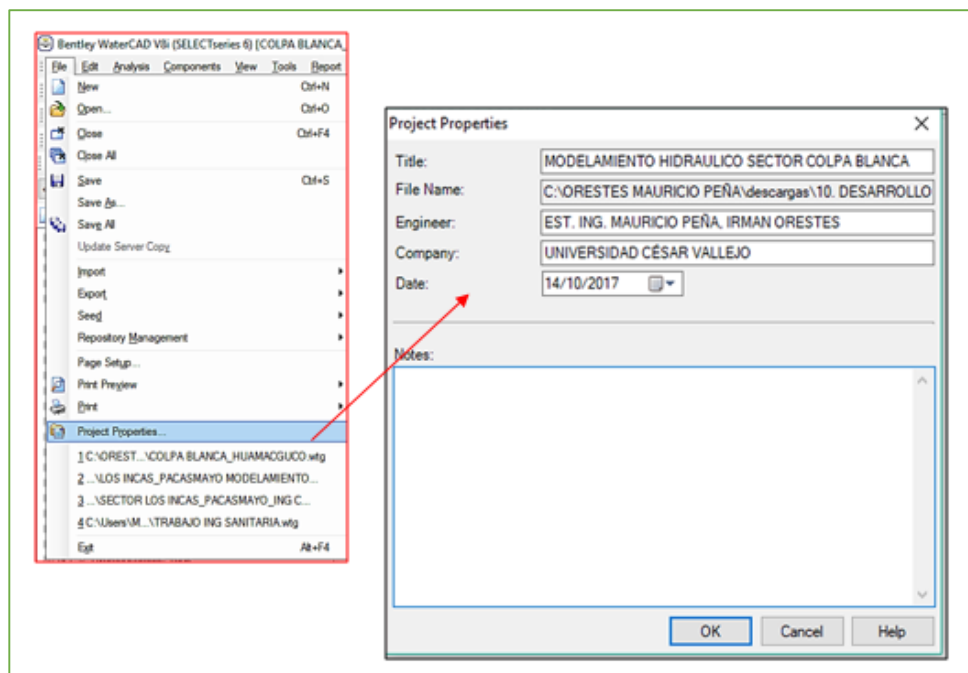 Bentley WaterCAD V8i (SELECTseries 6) [COLPA BLANCA_
File Edit Analysis Components View Tools Report
New Ctrl+N
Open... Ctrl+O
Close Ctrl+F4
Close All
Save Ctrl+S
Save As...
Save All
Update Server Copy
Import
Export
Seed
Repository Management
Page Setup...
Print Preview
Print
Project Properties...
1 C:\OREST...\COLPA BLANCA_HUAMACGUCO.wtg
2 ...\LOS INCAS_PACASMAYO MODELAMIENTO...
3 ...\SECTOR LOS INCAS_PACASMAYO_ING C...
4 C:\Users\M...\TRABAJO ING SANITARIA.wtg
Exit Alt+F4
Project Properties
Title: MODELAMIENTO HIDRAULICO SECTOR COLPA BLANCA
File Name: C:\ORESTES MAURICIO PEÑA\descargas\10. DESARROLLO
Engineer: EST. ING. MAURICIO PEÑA, IRMAN ORESTES
Company: UNIVERSIDAD CÉSAR VALLEJO
Date: 14/10/2017
Notes:
OK Cancel Help